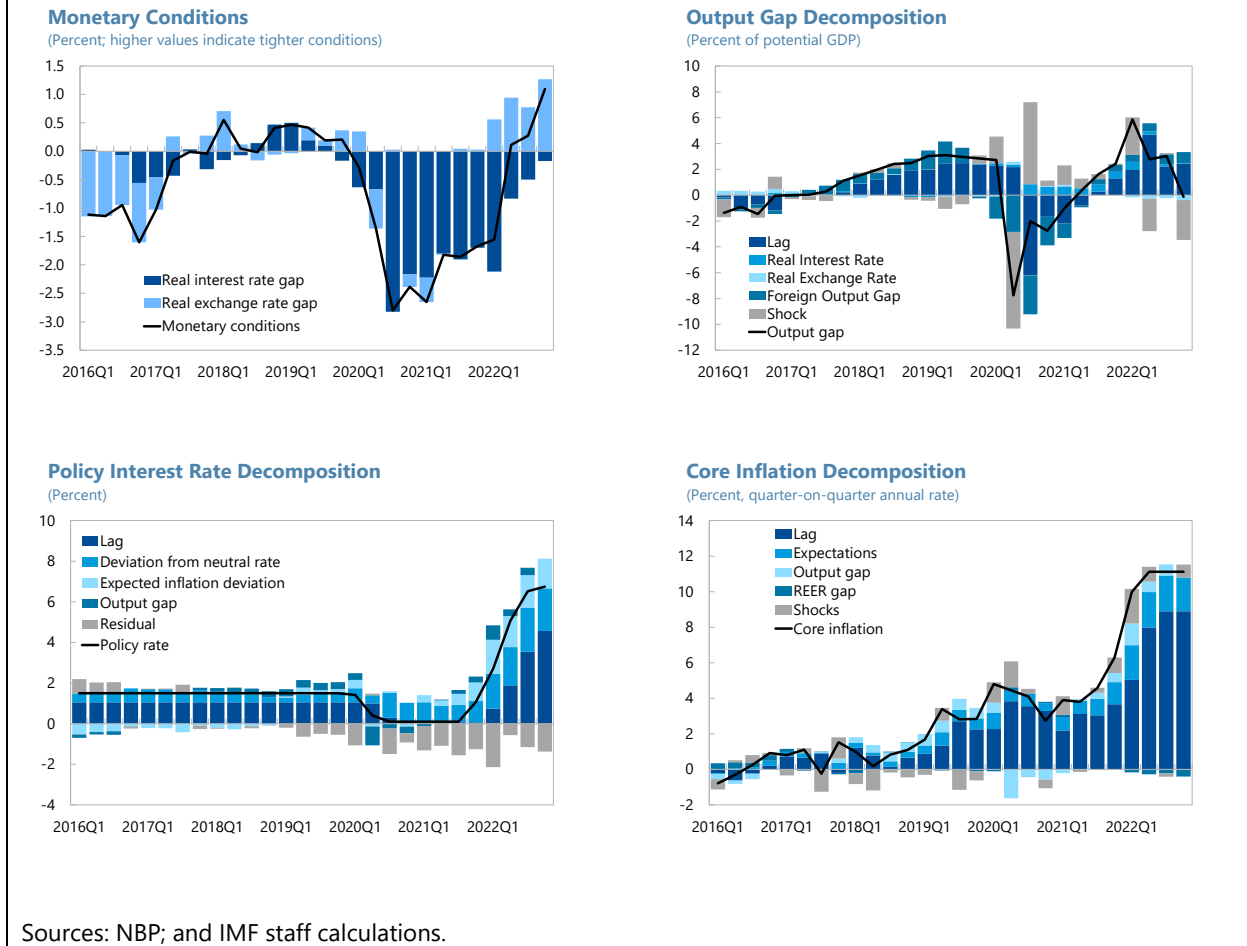 Monetary Conditions
(Percent; higher values indicate tighter conditions)
1.5
1.0
0.5
0.0
-0.5
-1.0
-1.5
-2.0
-2.5
-3.0
-3.5
Real interest rate gap
Real exchange rate gap
Monetary conditions
2016Q1 2017Q1 2018Q1 2019Q1 2020Q1 2021Q1 2022Q1
Output Gap Decomposition
(Percent of potential GDP)
10
8
6
4
2
0
-2
-4
-6
-8
-10
-12
Lag
Real Interest Rate
Real Exchange Rate
Foreign Output Gap
Shock
Output gap
2016Q1 2017Q1 2018Q1 2019Q1 2020Q1 2021Q1 2022Q1
Policy Interest Rate Decomposition
(Percent)
10
8
6
4
2
0
-2
-4
Lag
Deviation from neutral rate
Expected inflation deviation
Output gap
Residual
Policy rate
2016Q1 2017Q1 2018Q1 2019Q1 2020Q1 2021Q1 2022Q1
Core Inflation Decomposition
(Percent, quarter-on-quarter annual rate)
14
12
10
8
6
4
2
0
-2
Lag
Expectations
Output gap
REER gap
Shocks
Core inflation
2016Q1 2017Q1 2018Q1 2019Q1 2020Q1 2021Q1 2022Q1
Sources: NBP; and IMF staff calculations.